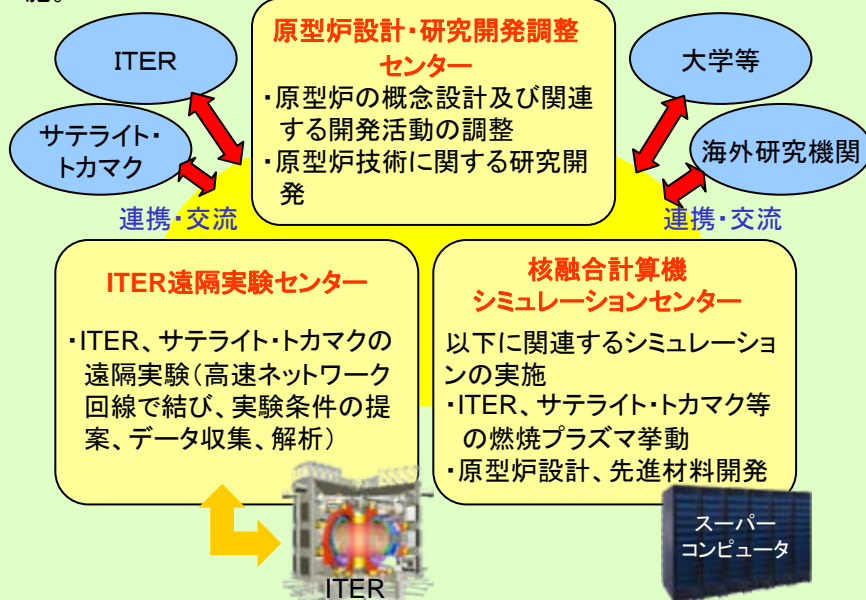 施。
原型炉設計・研究開発調整
センター
・原型炉の概念設計及び関連
する開発活動の調整
・原型炉技術に関する研究開
発
ITER
サテライト・
トカマク
大学等
海外研究機関
連携・交流
連携・交流
ITER遠隔実験センター
・ITER、サテライト・トカマクの
遠隔実験（高速ネットワーク
回線で結び、実験条件の提
案、データ収集、解析）
核融合計算機
シミュレーションセンター
以下に関連するシミュレーショ
ンの実施
・ITER、サテライト・トカマク等
の燃焼プラズマ挙動
・原型炉設計、先進材料開発
ITER
スーパー
コンピュータ